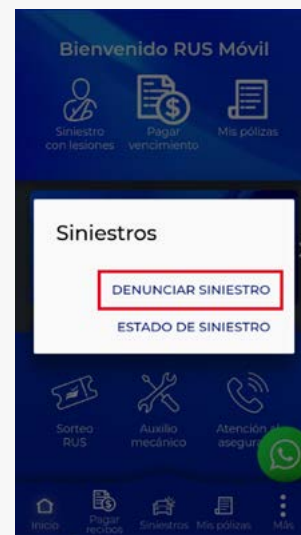 Bienvenido RUS Móvil
Siniestro
con lesiones
Pagar
vencimiento
Mis pólizas
Siniestros
DENUNCIAR SINIESTRO
ESTADO DE SINIESTRO
Sorteo
RUS
Auxilio
mecánico
Atención al
Inicio
Pagar
recibos
Siniestros
Mis pólizas
Más